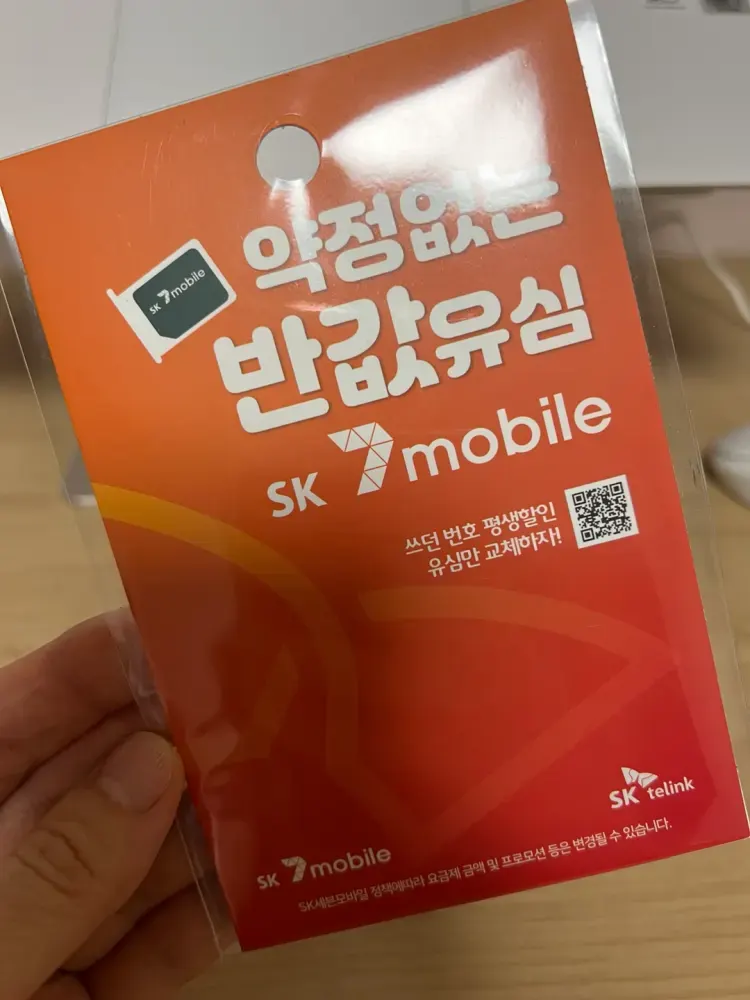 약정없는
SK 7mobile
반값유심
SK 7mobile
쓰던 번호 평생할인
유심만 교체하자!
SK telink
SK 7mobile
SK세븐모바일 정책에따라 요금제 금액 및 프로모션 등은 변경될 수 있습니다.